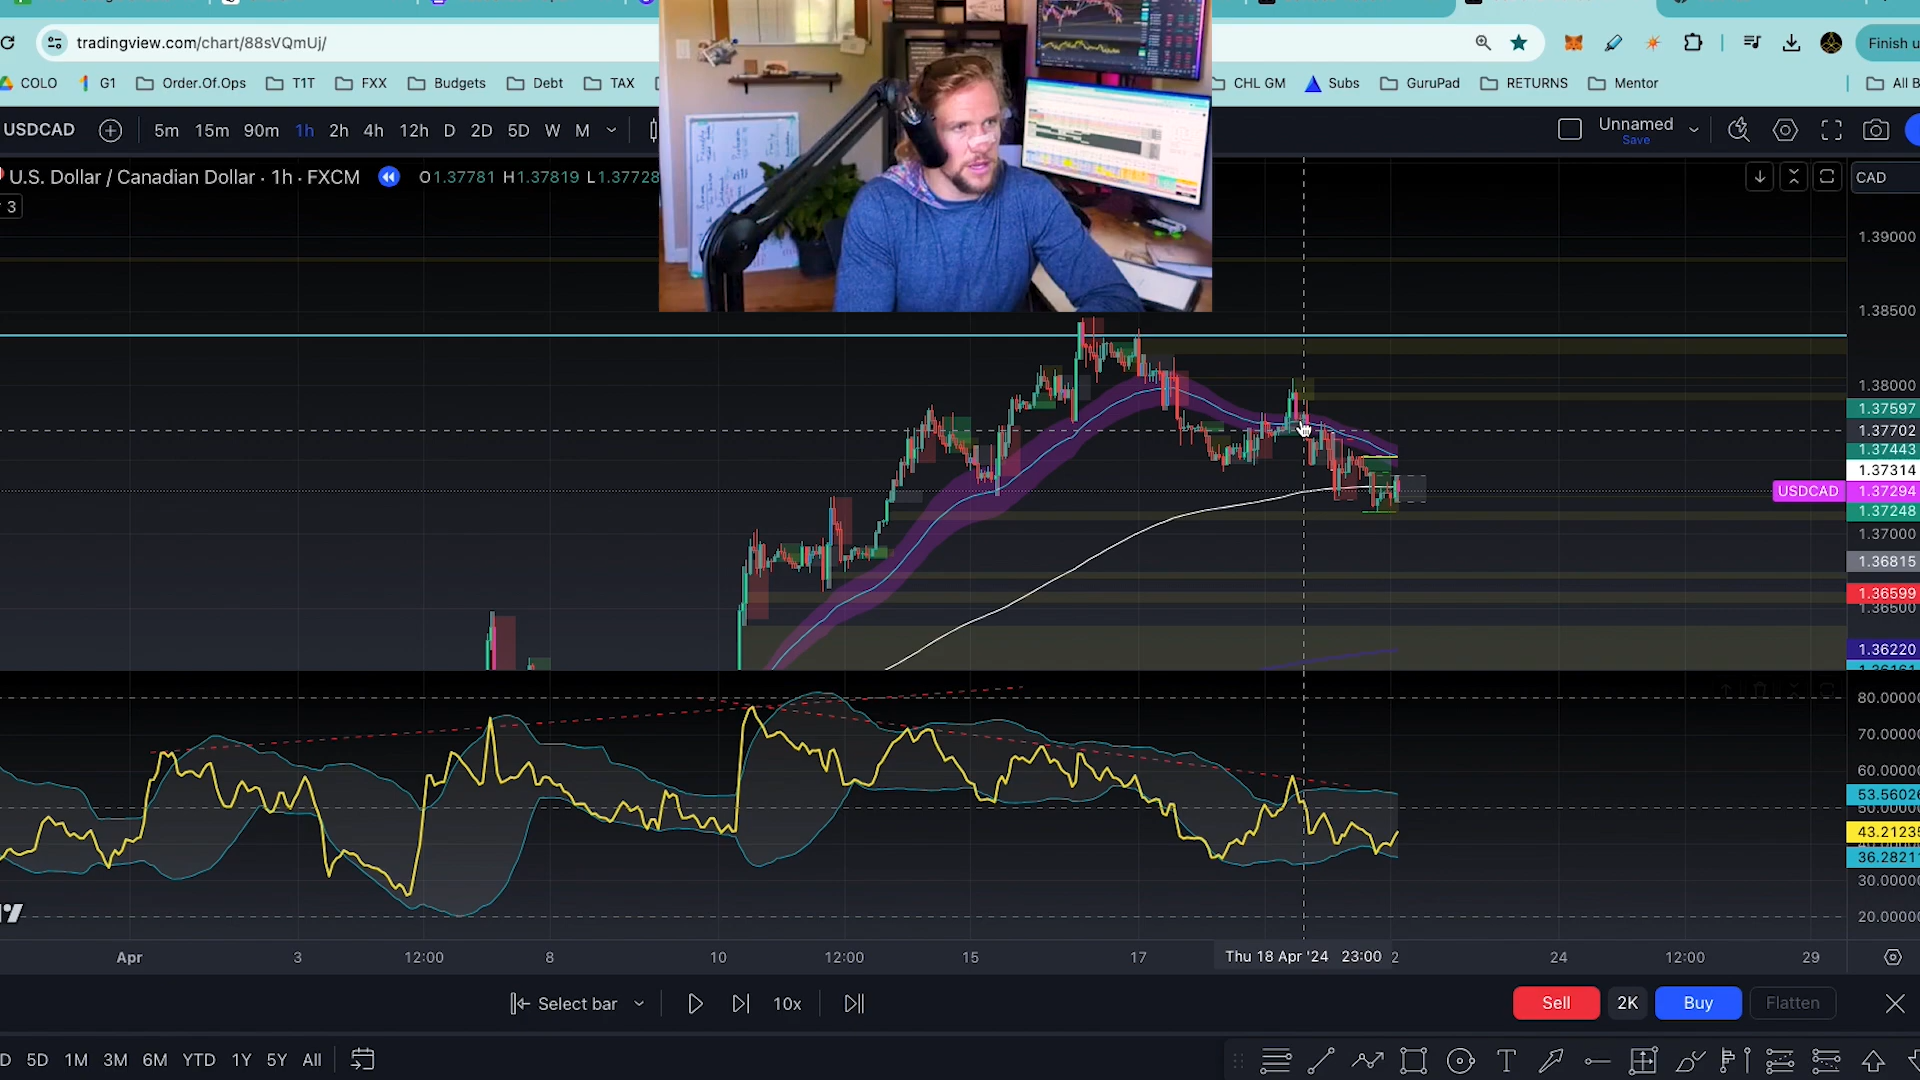 tradingview.com/chart/88sVQmUj/
Finish u
COLO G1 Order.Of.Ops T1T FXX Budgets Debt TAX CHL GM Subs GuruPad RETURNS Mentor All B
USDCAD 5m 15m 90m 1h 2h 4h 12h D 2D 5D W M Unnamed
Save
U.S. Dollar / Canadian Dollar · 1h · FXCM O1.37781 H1.37819 L1.37728 CAD
3
1.39000
1.38500
1.38000
1.37597
1.37702
1.37443
1.37314
USDCAD 1.37294
1.37248
1.37000
1.36815
1.36599
1.36500
1.36220
80.00000
70.00000
60.00000
53.56026
50.00000
43.21235
36.28211
30.00000
20.00000
Apr 3 12:00 8 10 12:00 15 17 Thu 18 Apr '24 23:00 2 24 12:00 29
Select bar 10x Sell 2K Buy Flatten
D 5D 1M 3M 6M YTD 1Y 5Y All